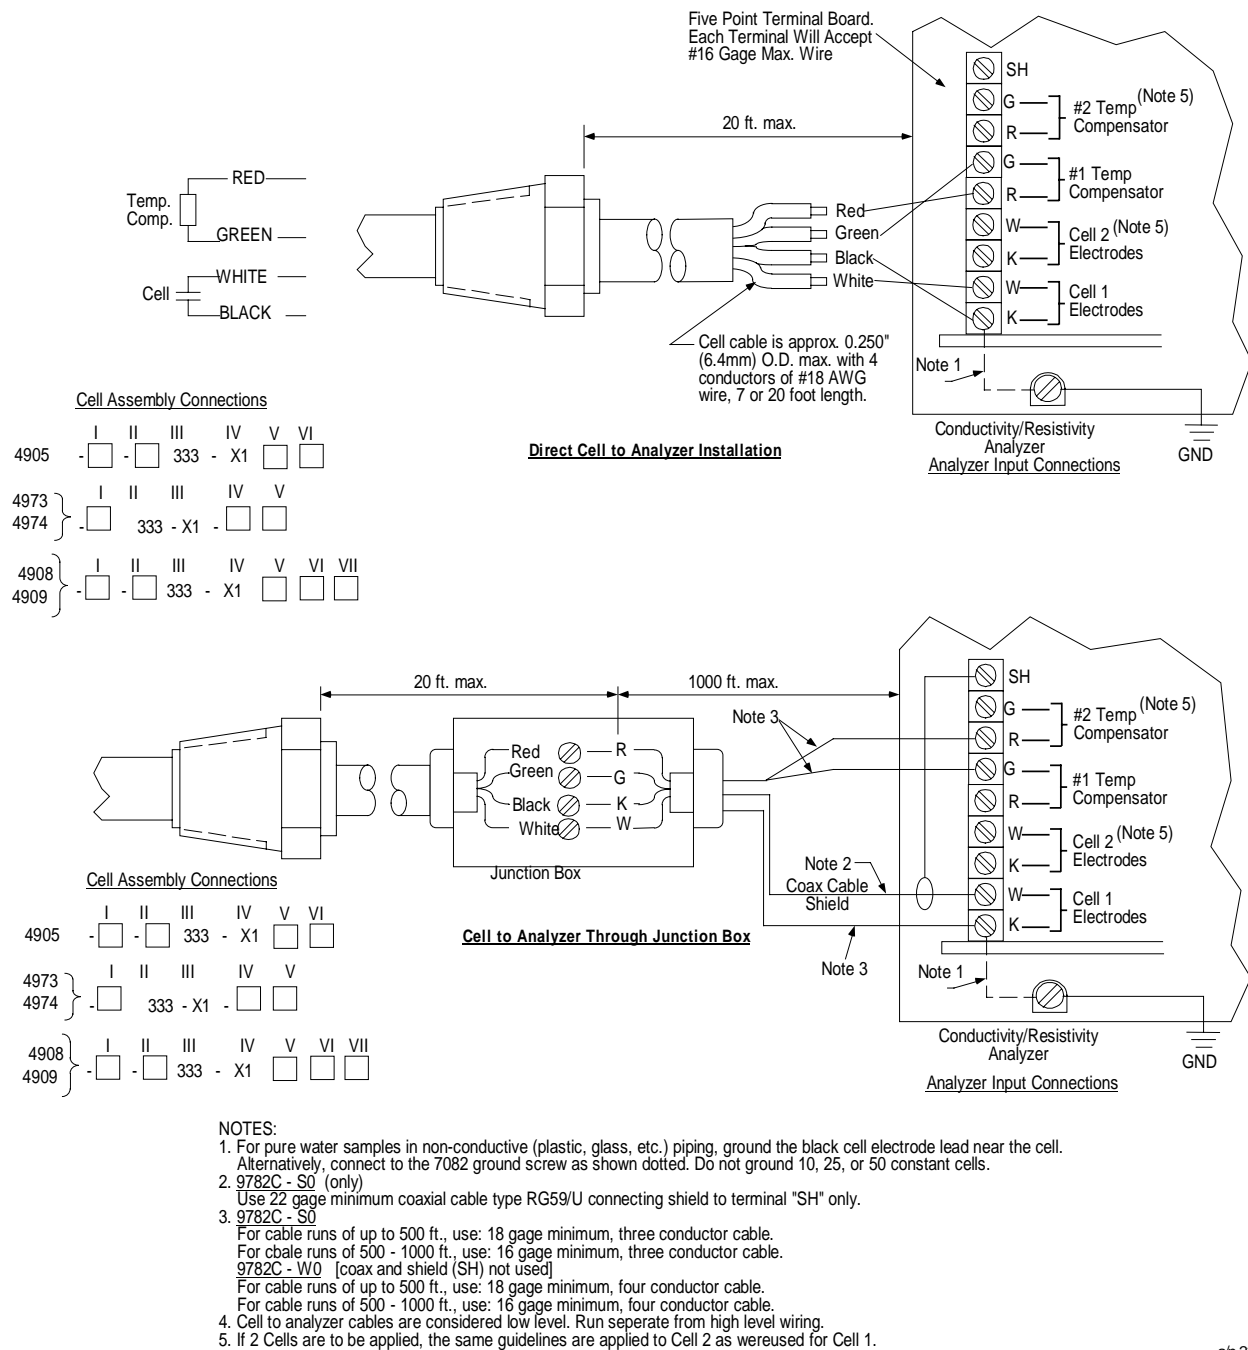 Five Point Terminal Board.
Each Terminal Will Accept
#16 Gage Max. Wire
20 ft. max.
SH
G
R
#2 Temp (Note 5)
Compensator
G
R
#1 Temp
Compensator
W
K
Cell 2 (Note 5)
Electrodes
W
K
Cell 1
Electrodes
Temp.
Comp.
RED
GREEN
Cell
WHITE
BLACK
Red
Green
Black
White
Cell cable is approx. 0.250"
(6.4mm) O.D. max. with 4
conductors of #18 AWG
wire, 7 or 20 foot length.
Note 1
Conductivity/Resistivity
Analyzer
Analyzer Input Connections
GND
Direct Cell to Analyzer Installation
Cell Assembly Connections
I II III IV V VI
4905 - - 333 - X1
I II III IV V
4973
4974
- 333 - X1 -
I II III IV V VI VII
4908
4909
- - 333 - X1
20 ft. max.
1000 ft. max.
Note 3
Red R
Green G
Black K
White W
Junction Box
Note 2
Coax Cable
Shield
Note 3
SH
G
R
#2 Temp (Note 5)
Compensator
G
R
#1 Temp
Compensator
W
K
Cell 2 (Note 5)
Electrodes
W
K
Cell 1
Electrodes
Note 1
Conductivity/Resistivity
Analyzer
Analyzer Input Connections
GND
Cell to Analyzer Through Junction Box
Cell Assembly Connections
I II III IV V VI
4905 - - 333 - X1
I II III IV V
4973
4974
- 333 - X1 -
I II III IV V VI VII
4908
4909
- - 333 - X1
NOTES:
1. For pure water samples in non-conductive (plastic, glass, etc.) piping, ground the black cell electrode lead near the cell.
Alternatively, connect to the 7082 ground screw as shown dotted. Do not ground 10, 25, or 50 constant cells.
2. 9782C - S0 (only)
Use 22 gage minimum coaxial cable type RG59/U connecting shield to terminal "SH" only.
3. 9782C - S0
For cable runs of up to 500 ft., use: 18 gage minimum, three conductor cable.
For cbale runs of 500 - 1000 ft., use: 16 gage minimum, three conductor cable.
9782C - W0 [coax and shield (SH) not used]
For cable runs of up to 500 ft., use: 18 gage minimum, four conductor cable.
For cable runs of 500 - 1000 ft., use: 16 gage minimum, four conductor cable.
4. Cell to analyzer cables are considered low level. Run seperate from high level wiring.
5. If 2 Cells are to be applied, the same guidelines are applied to Cell 2 as wereused for Cell 1.